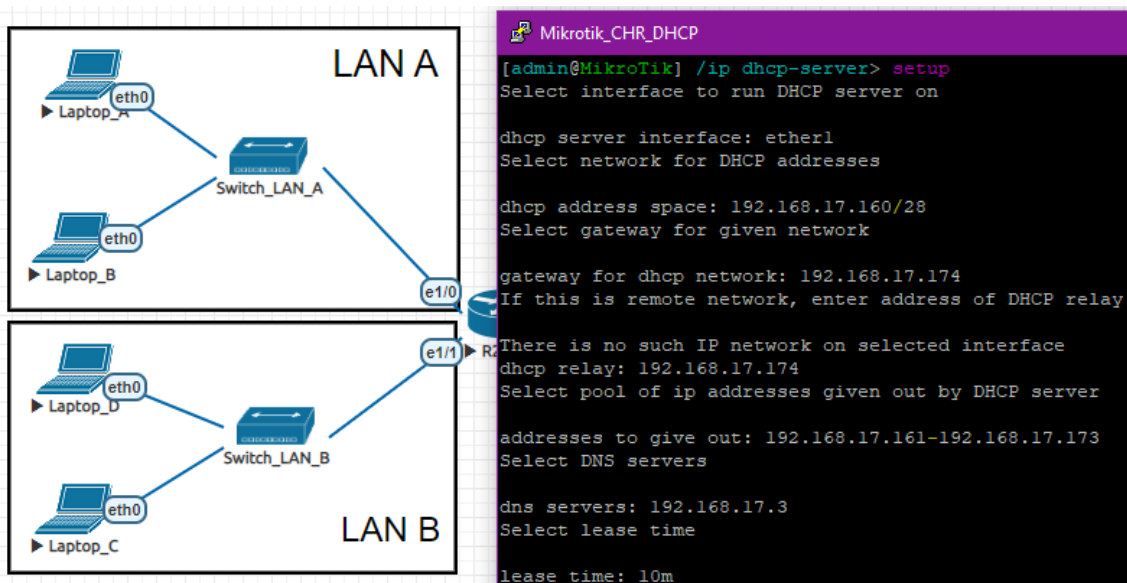 LAN A
eth0
Laptop_A
Switch_LAN_A
eth0
Laptop_B
e1/0
e1/1
eth0
Laptop_D
Switch_LAN_B
eth0
Laptop_C
LAN B
Mikrotik_CHR_DHCP
[admin@MikroTik] /ip dhcp-server> setup
Select interface to run DHCP server on
dhcp server interface: ether1
Select network for DHCP addresses
dhcp address space: 192.168.17.160/28
Select gateway for given network
gateway for dhcp network: 192.168.17.174
If this is remote network, enter address of DHCP relay
There is no such IP network on selected interface
dhcp relay: 192.168.17.174
Select pool of ip addresses given out by DHCP server
addresses to give out: 192.168.17.161-192.168.17.173
Select DNS servers
dns servers: 192.168.17.3
Select lease time
lease time: 10m